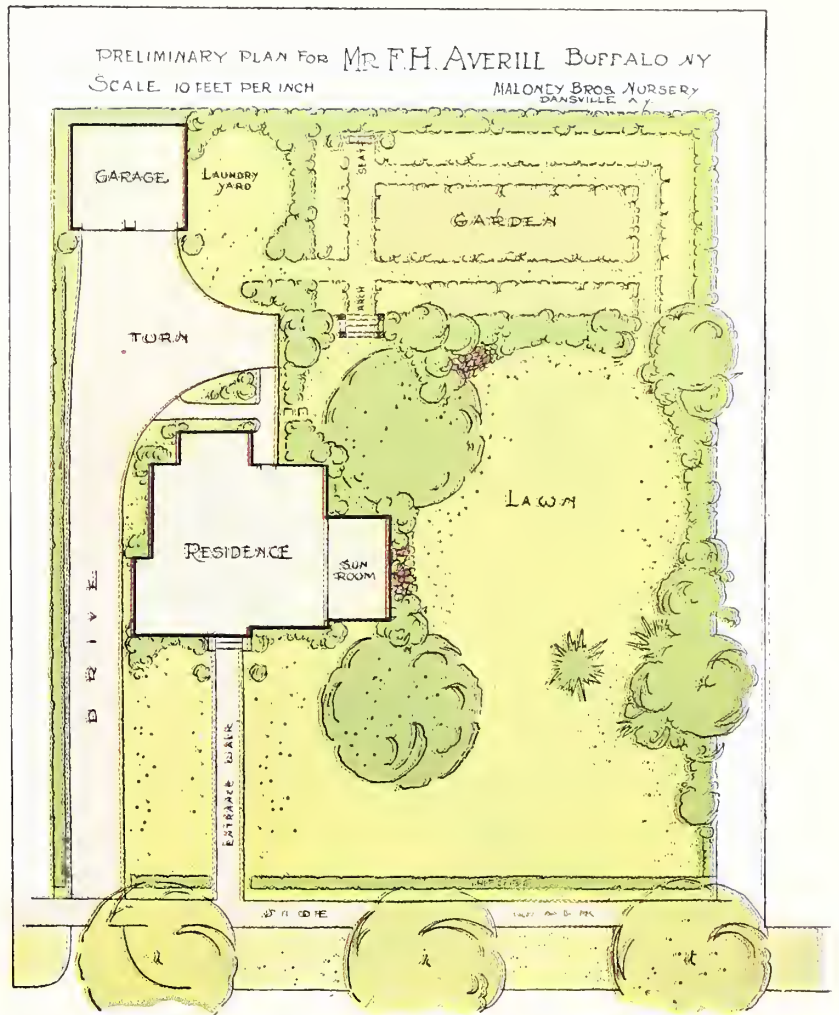 PRELIMINARY PLAN FOR MR. F.H. AVERILL BUFFALO NY
SCALE 10 FEET PER INCH
MALONEY BROS. NURSERY
DANSVILLE N.Y.
GARAGE
LAUNDRY
YARD
SEAT
GARDEN
ARCH
TURN
LAWN
RESIDENCE
SUN
ROOM
DRIVE
ENTRANCE WALK